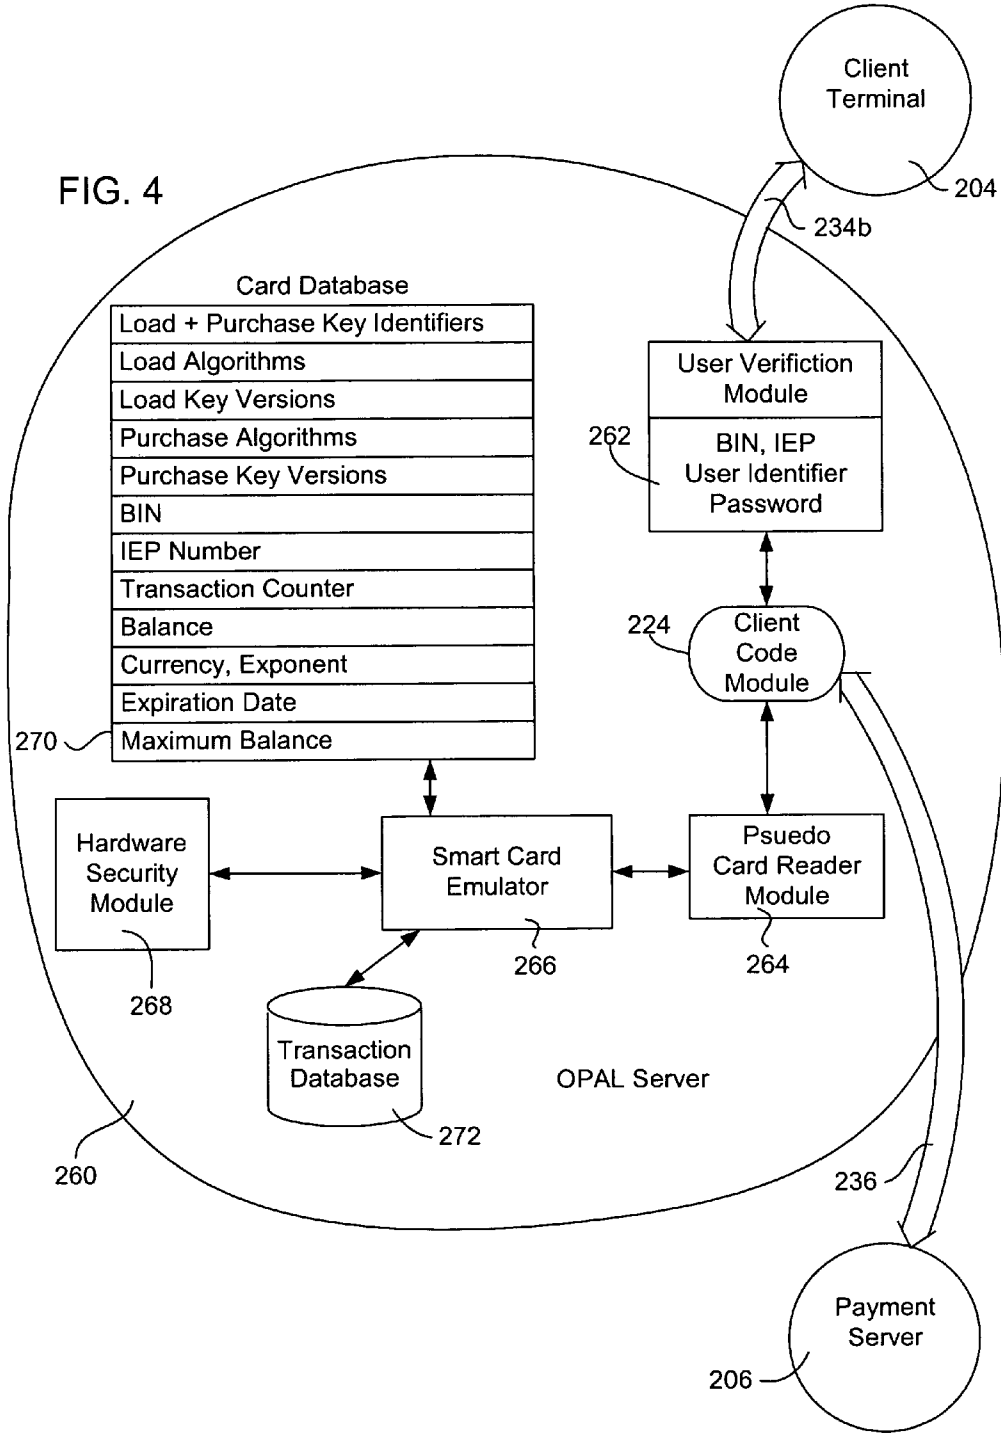 Client
Terminal
204
FIG. 4
234b
Card Database
Load + Purchase Key Identifiers
Load Algorithms
Load Key Versions
Purchase Algorithms
Purchase Key Versions
BIN
IEP Number
Transaction Counter
Balance
Currency, Exponent
Expiration Date
Maximum Balance
270
User Verifiction
Module
262
BIN, IEP
User Identifier
Password
224
Client
Code
Module
Hardware
Security
Module
268
Smart Card
Emulator
266
Psuedo
Card Reader
Module
264
Transaction
Database
272
OPAL Server
260
236
Payment
Server
206